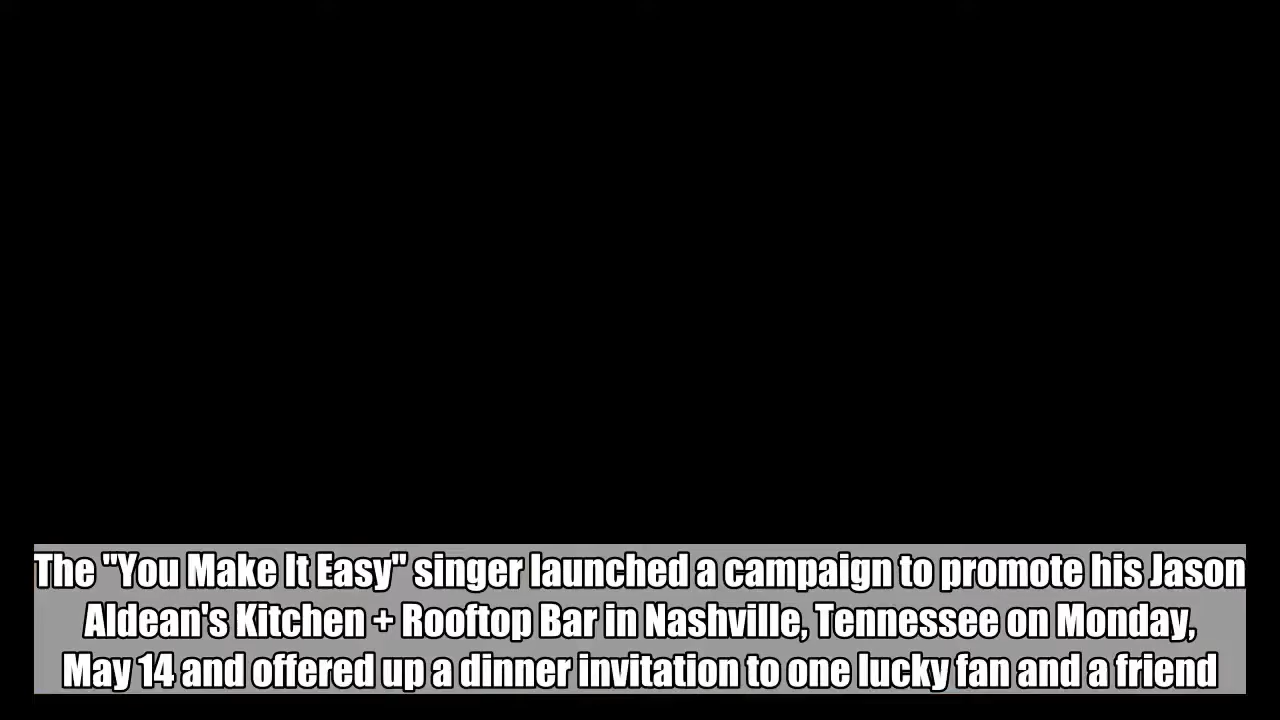 The "You Make It Easy" singer launched a campaign to promote his Jason
Aldean's Kitchen + Rooftop Bar in Nashville, Tennessee on Monday,
May 14 and offered up a dinner invitation to one lucky fan and a friend